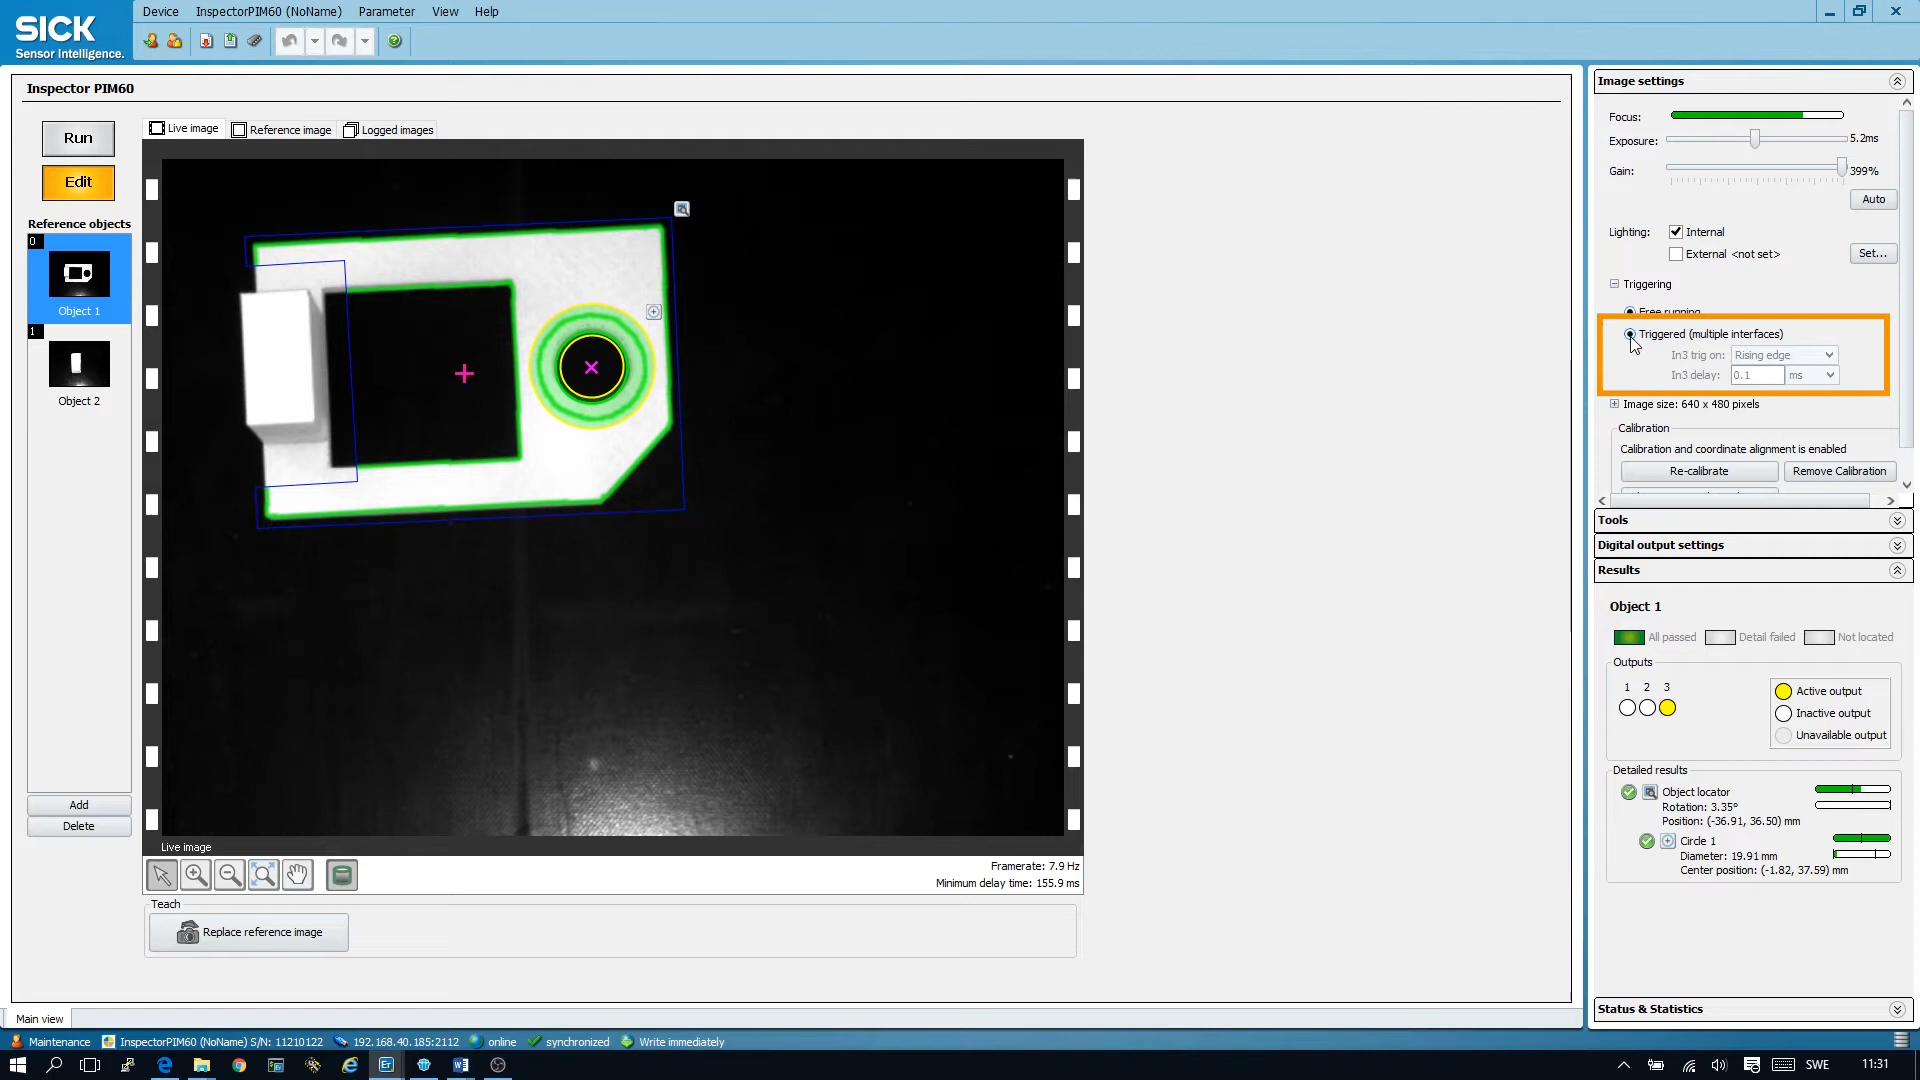 SICK
Sensor Intelligence.
Device InspectorPIM60 (NoName) Parameter View Help
Inspector PIM60
Run
Edit
Reference objects
0
Object 1
1
Object 2
Add
Delete
Live image Reference image Logged images
Live image
Framerate: 7.9 Hz
Minimum delay time: 155.9 ms
Teach
Replace reference image
Main view
Image settings
Focus:
Exposure: 5.2ms
Gain: 399%
Auto
Lighting: Internal
External <not set> Set...
Triggering
Free running
Triggered (multiple interfaces)
In3 trig on: Rising edge
In3 delay: 0.1 ms
Image size: 640 x 480 pixels
Calibration
Calibration and coordinate alignment is enabled
Re-calibrate Remove Calibration
Tools
Digital output settings
Results
Object 1
All passed Detail failed Not located
Outputs
1 2 3
Active output
Inactive output
Unavailable output
Detailed results
Object locator
Rotation: 3.35°
Position: (-36.91, 36.50) mm
Circle 1
Diameter: 19.91 mm
Center position: (-1.82, 37.59) mm
Status & Statistics
Maintenance InspectorPIM60 (NoName) S/N: 11210122 192.168.40.185:2112 online synchronized Write immediately
SWE 11:31